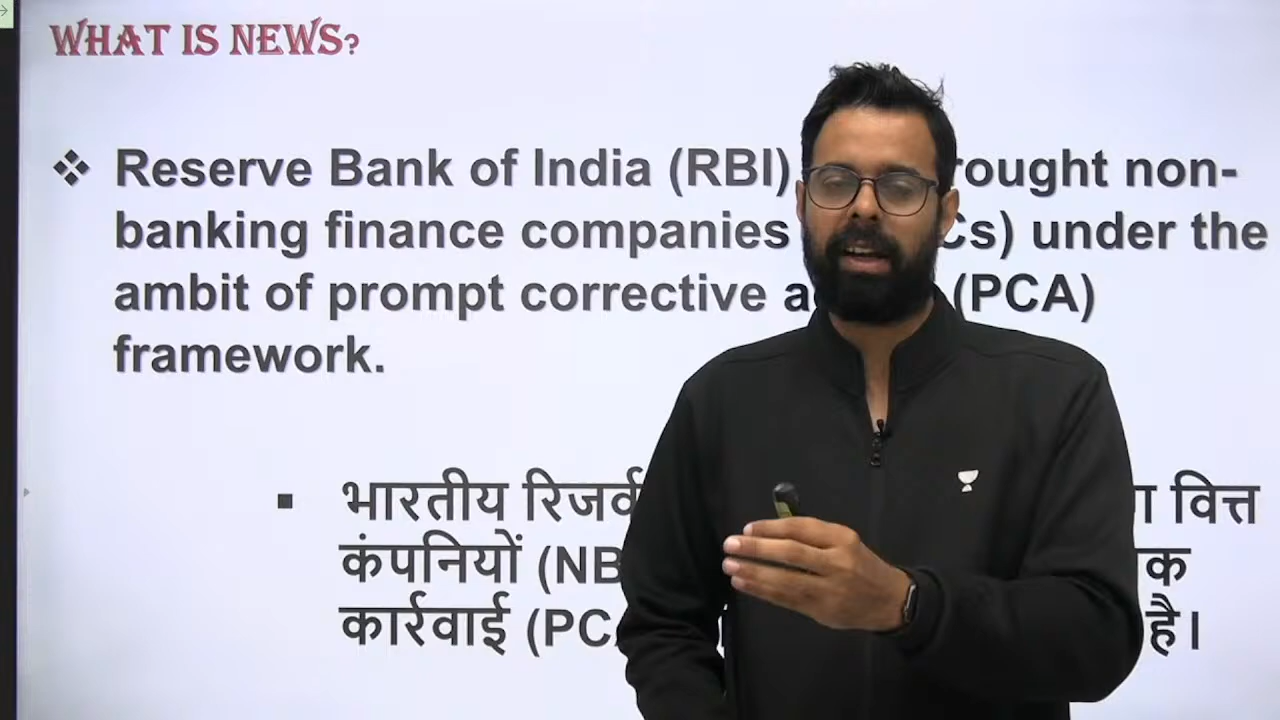 WHAT IS NEWS?
Reserve Bank of India (RBI) rought non-
banking finance companies Cs) under the
ambit of prompt corrective a (PCA)
framework.
भारतीय रिजर्व वित्त
कंपनियों (NB क
कार्रवाई (PC है।